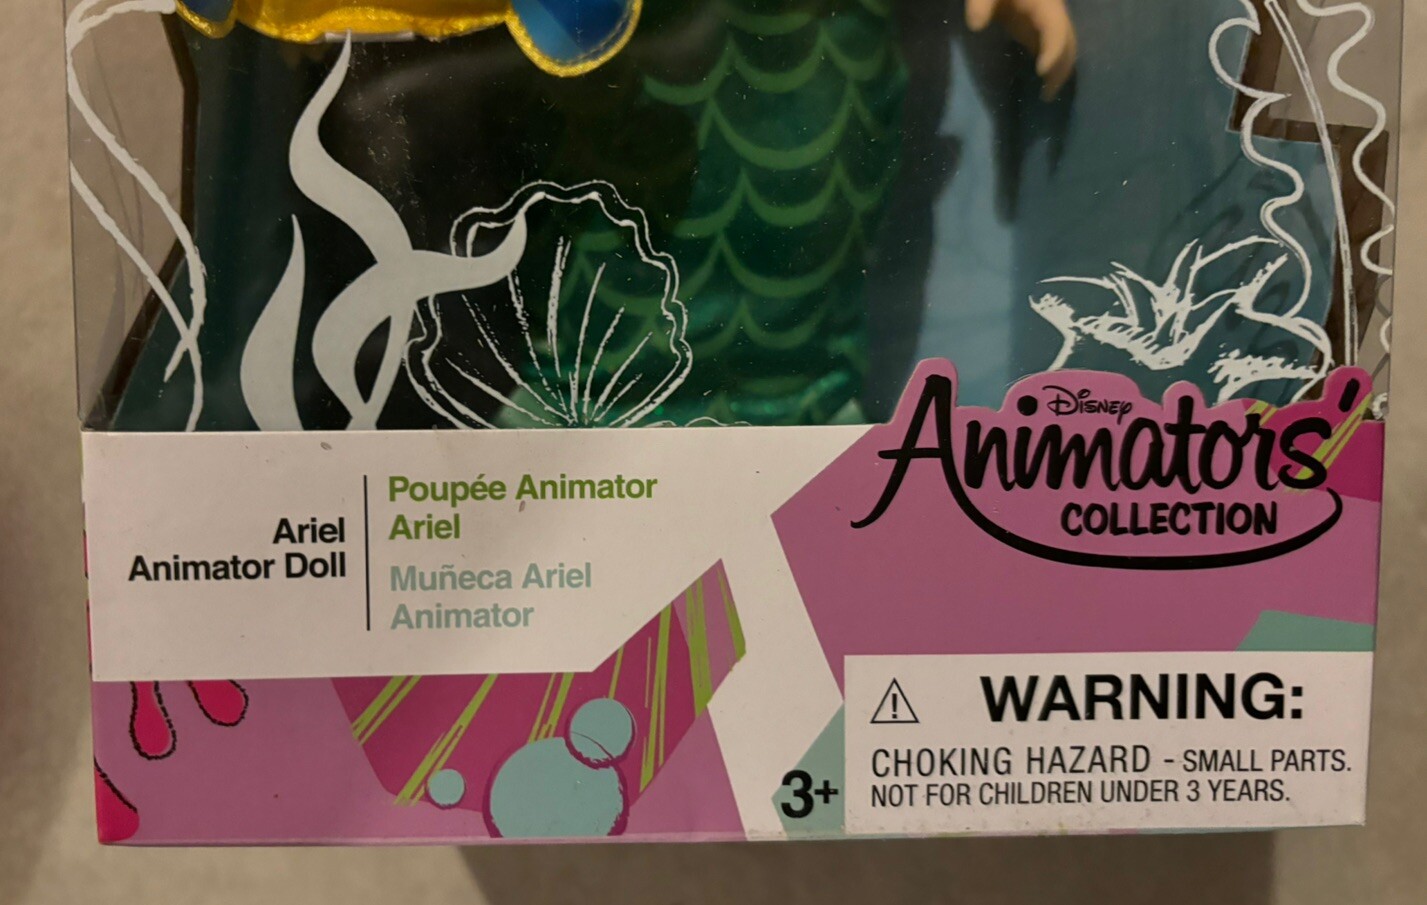 Disney
Animators'
COLLECTION
Ariel
Animator Doll
Poupée Animator
Ariel
Muñeca Ariel
Animator
3+
WARNING:
CHOKING HAZARD - SMALL PARTS.
NOT FOR CHILDREN UNDER 3 YEARS.